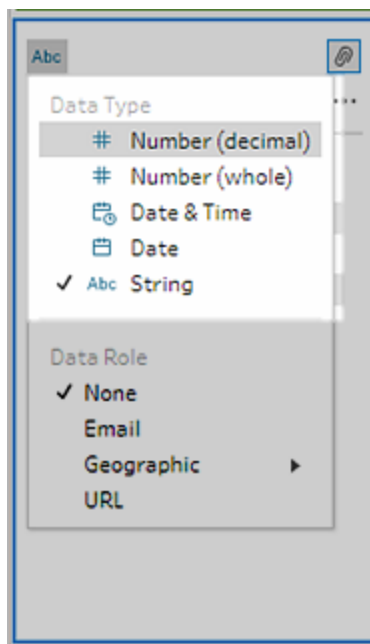 Abc
Data Type
Number (decimal)
Number (whole)
Date & Time
Date
Abc String
Data Role
None
Email
Geographic
URL